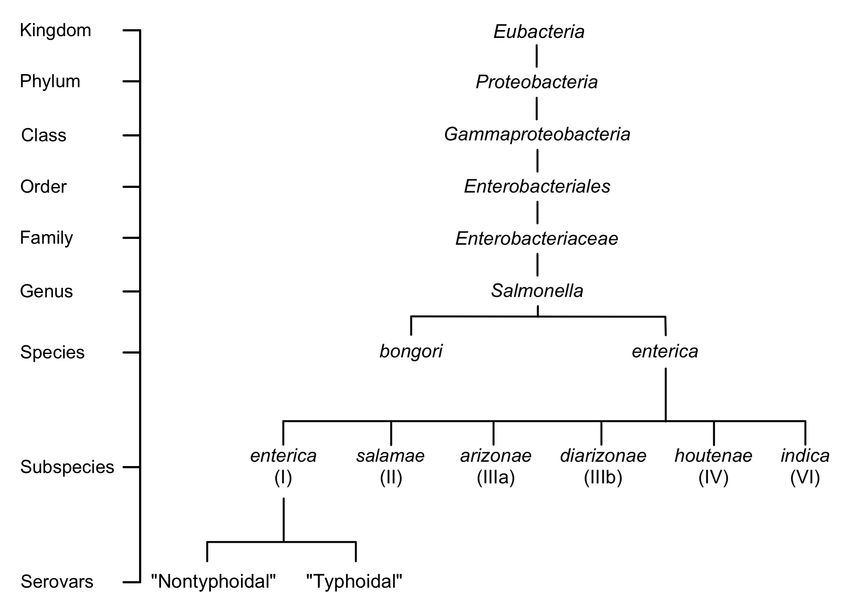 Kingdom Eubacteria
Phylum Proteobacteria
Class Gammaproteobacteria
Order Enterobacteriales
Family Enterobacteriaceae
Genus Salmonella
Species bongori enterica
Subspecies
enterica salamae arizonae diarizonae houtenae indica
(I) (II) (IIIa) (IIIb) (IV) (VI)
Serovars "Nontyphoidal" "Typhoidal"